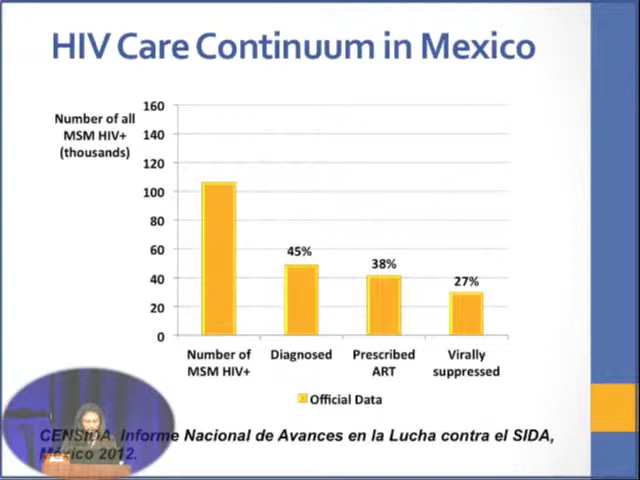 HIV Care Continuum in Mexico
Number of all
MSM HIV+
(thousands)
160
140
120
100
80
60
40
20
0
45%
38%
27%
Number of
MSM HIV+
Diagnosed
Prescribed
ART
Virally
suppressed
Official Data
CENSIDA. Informe Nacional de Avances en la Lucha contra el SIDA,
México 2012.